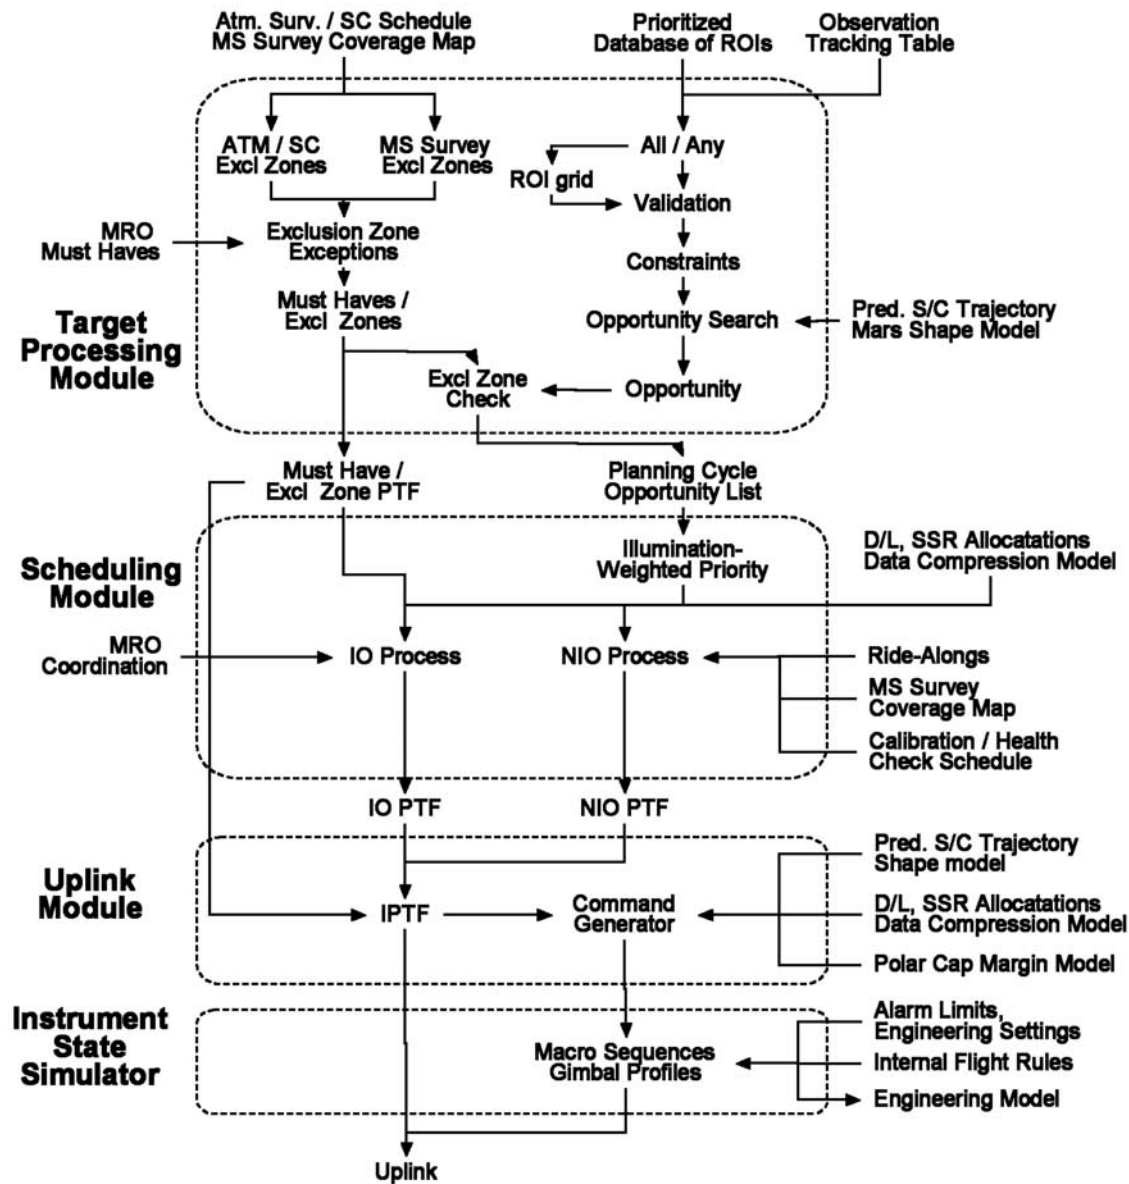 Atm. Surv. / SC Schedule
MS Survey Coverage Map
Prioritized
Database of ROIs
Observation
Tracking Table
ATM / SC
Excl Zones
MS Survey
Excl Zones
All / Any
ROI grid
Validation
MRO
Must Haves
Exclusion Zone
Exceptions
Constraints
Must Haves /
Excl Zones
Target
Processing
Module
Opportunity Search
Pred. S/C Trajectory
Mars Shape Model
Excl Zone
Check
Opportunity
Must Have /
Excl Zone PTF
Planning Cycle
Opportunity List
Scheduling
Module
Illumination-
Weighted Priority
D/L, SSR Allocatations
Data Compression Model
MRO
Coordination
IO Process
NIO Process
Ride-Alongs
MS Survey
Coverage Map
Calibration / Health
Check Schedule
IO PTF
NIO PTF
Uplink
Module
Pred. S/C Trajectory
Shape model
IPTF
Command
Generator
D/L, SSR Allocatations
Data Compression Model
Polar Cap Margin Model
Instrument
State
Simulator
Alarm Limits,
Engineering Settings
Macro Sequences
Gimbal Profiles
Internal Flight Rules
Engineering Model
Uplink